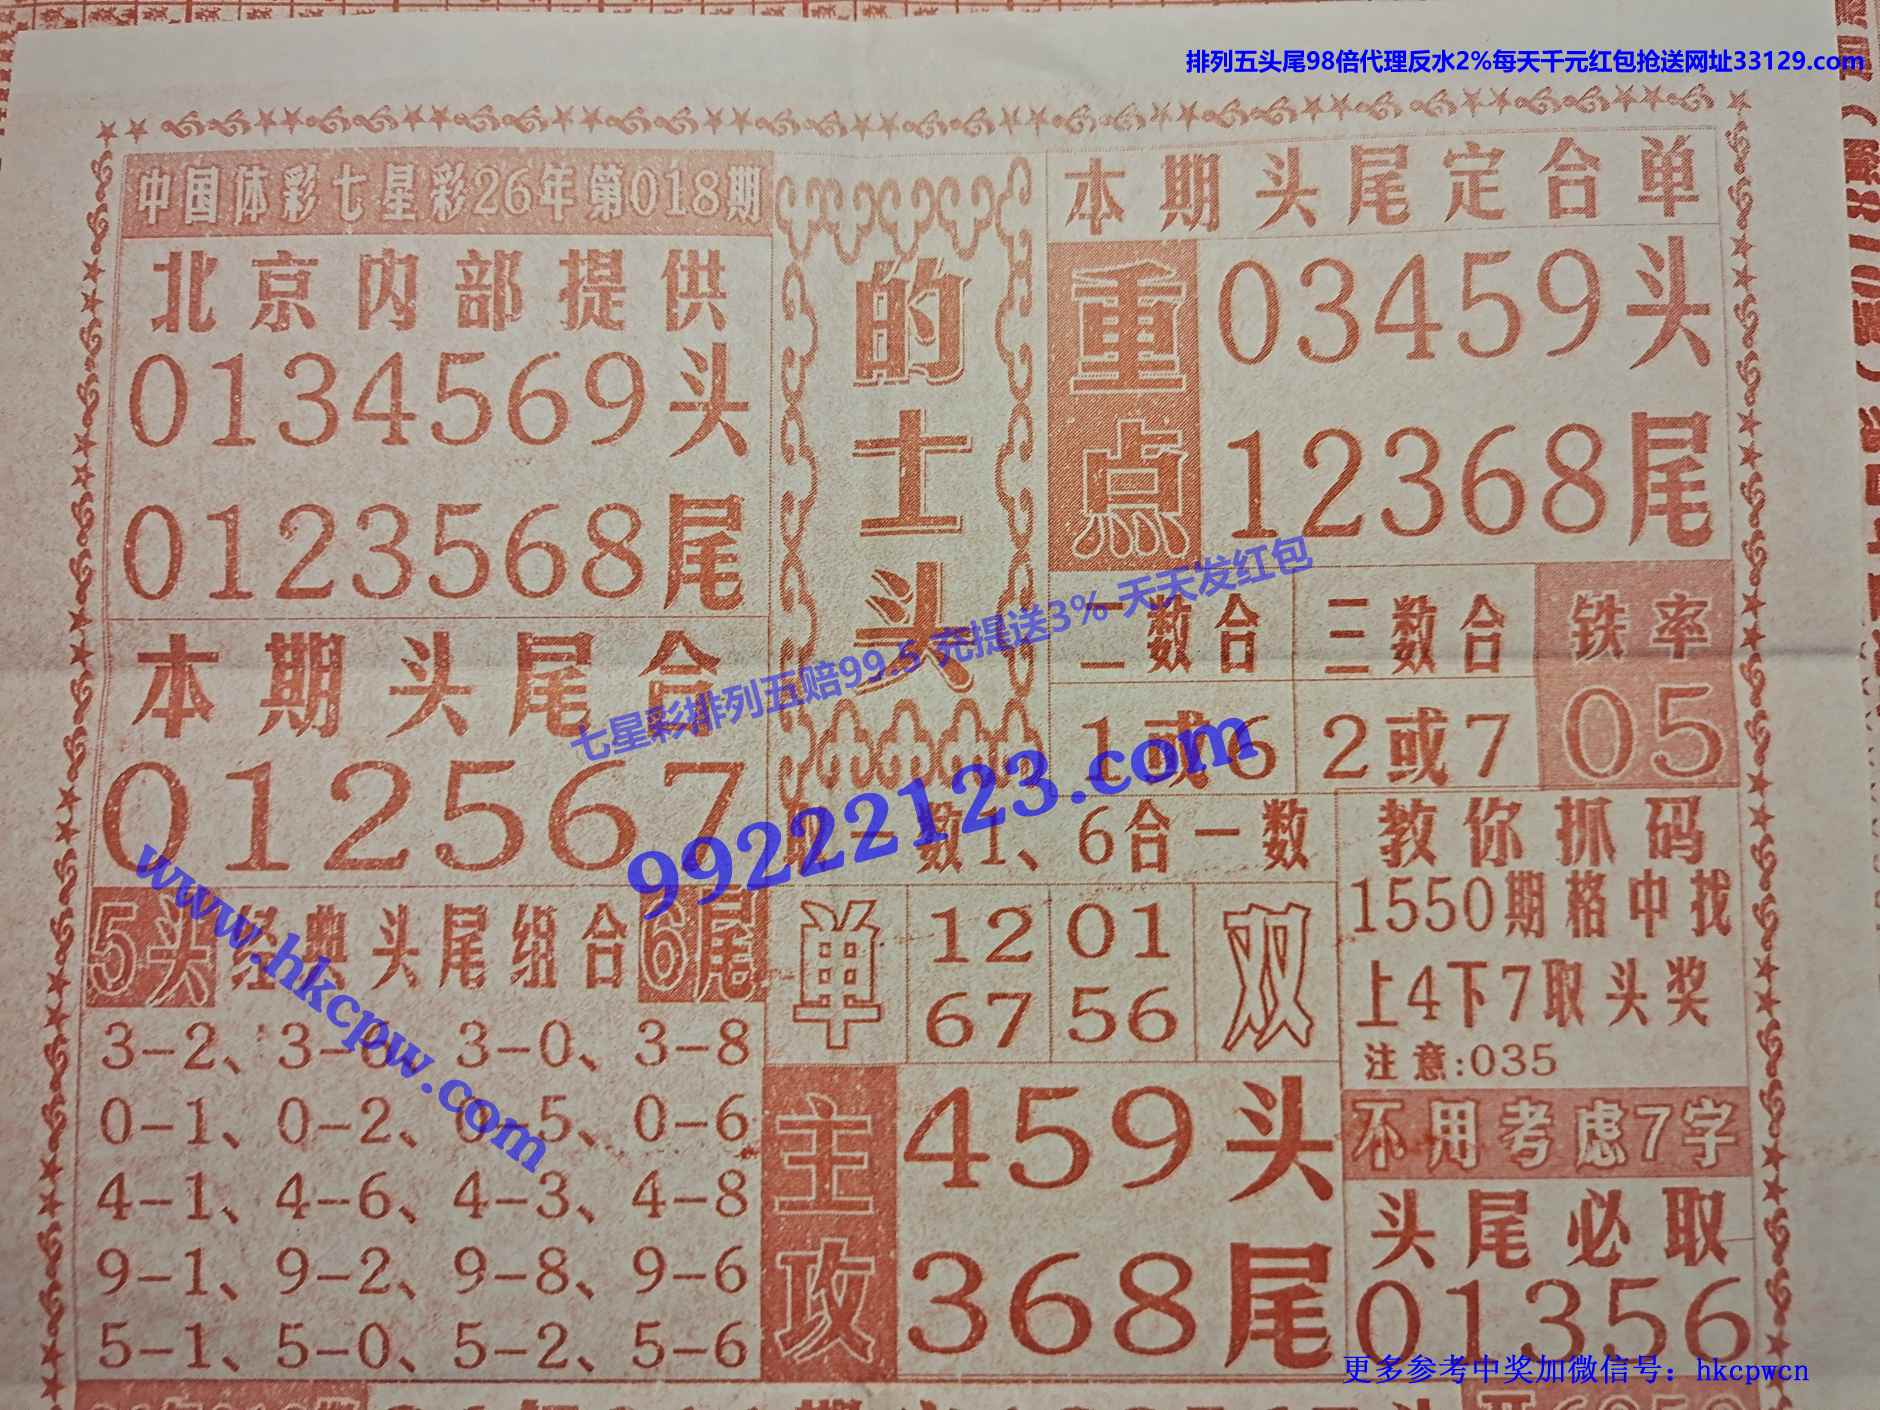 排列五头尾98倍代理反水2%每天千元红包抢送网址33129.com
中国体彩七星彩26年第018期
北京内部提供
0134569头
0123568尾
本期头尾合
012567
5头 经典头尾组合 6尾
3-2、3-6、3-0、3-8
0-1、0-2、0-5、0-6
4-1、4-6、4-3、4-8
9-1、9-2、9-8、9-6
5-1、5-0、5-2、5-6
的士头
本期头尾定合单
重点
03459头
12368尾
二数合 三数合 铁率
1或6 2或7 05
取一数1、6合一数
单 12 01 双
67 56
主攻
459头
368尾
教你抓码
1550期格中找
上4下7取头奖
注意:035
不用考虑7字
头尾必取
01356
七星彩排列五赔99.5 充提送3% 天天发红包
99222123.com
www.hkcpw.com
更多参考中奖加微信号：hkcpwcn